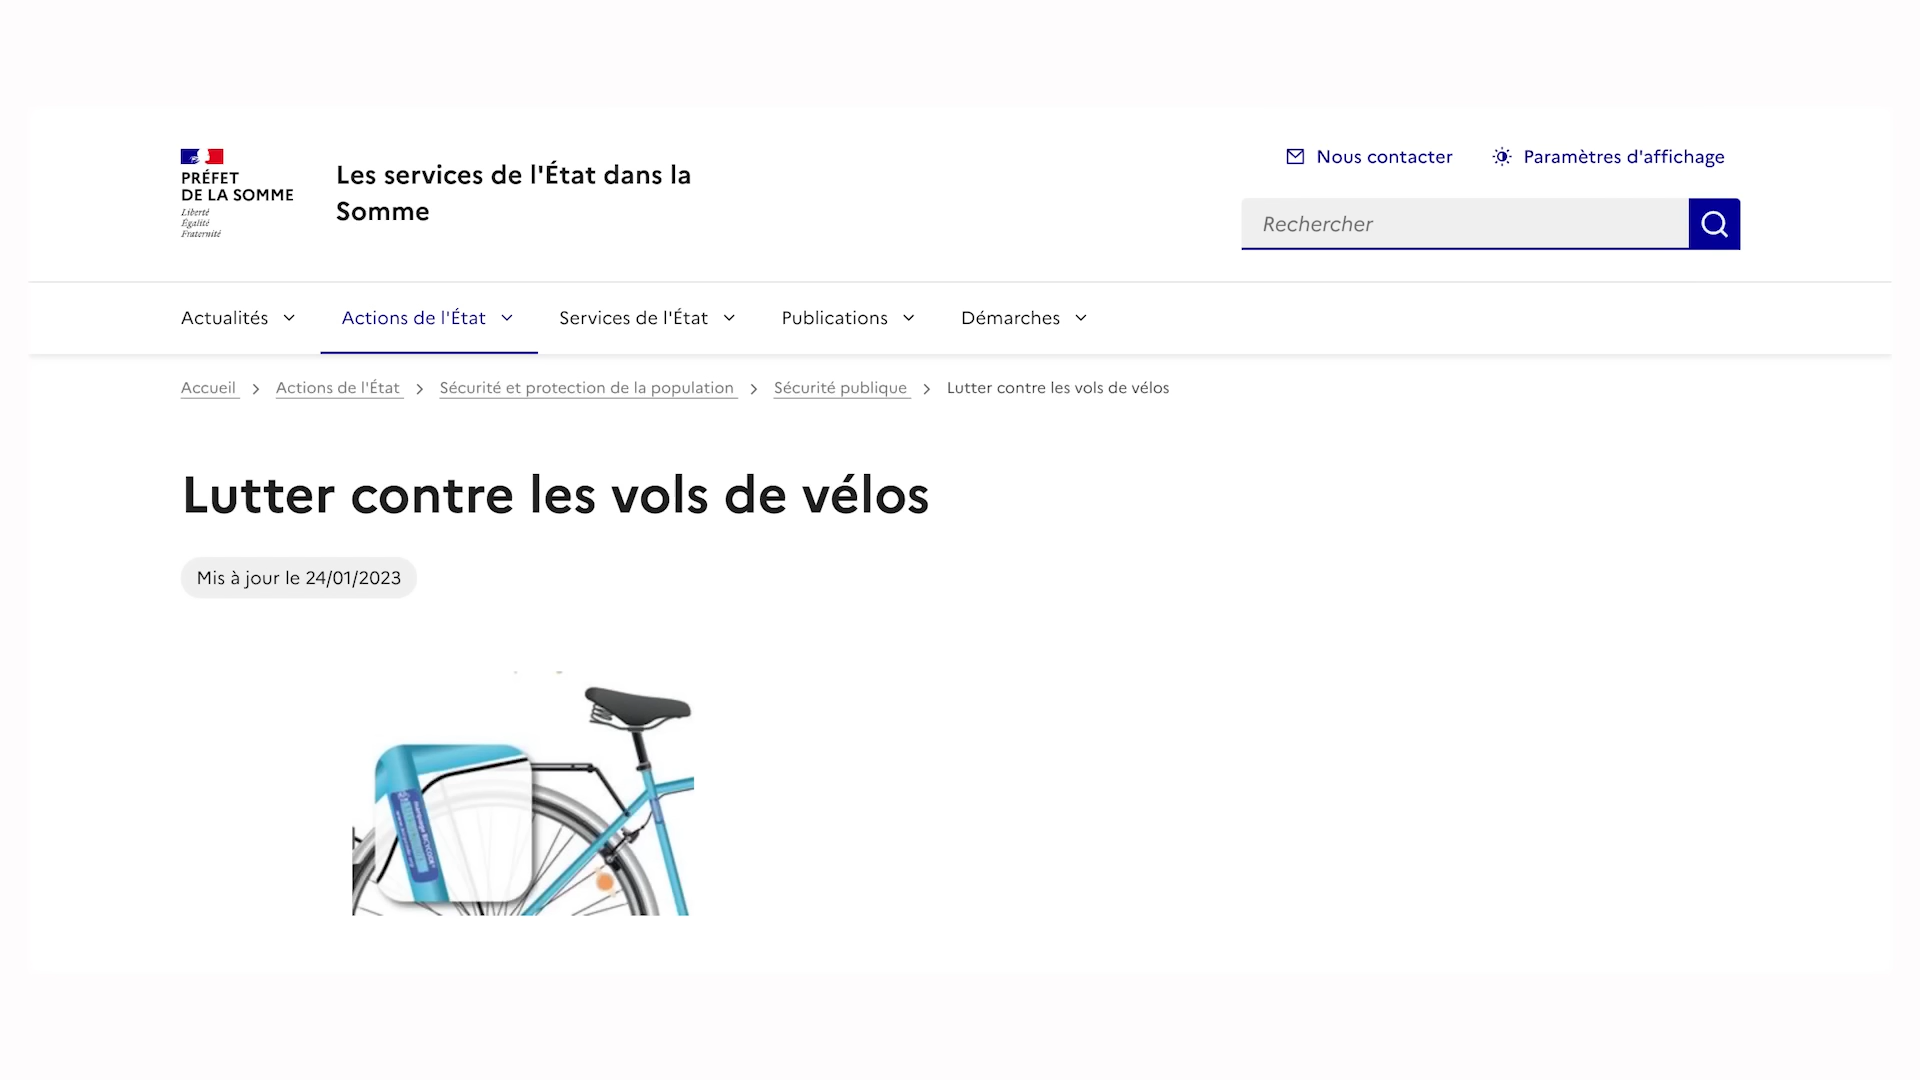 PRÉFET
DE LA SOMME
Liberté
Égalité
Fraternité
Les services de l'État dans la
Somme
Nous contacter
Paramètres d'affichage
Rechercher
Actualités
Actions de l'État
Services de l'État
Publications
Démarches
Accueil > Actions de l'État > Sécurité et protection de la population > Sécurité publique > Lutter contre les vols de vélos
Lutter contre les vols de vélos
Mis à jour le 24/01/2023